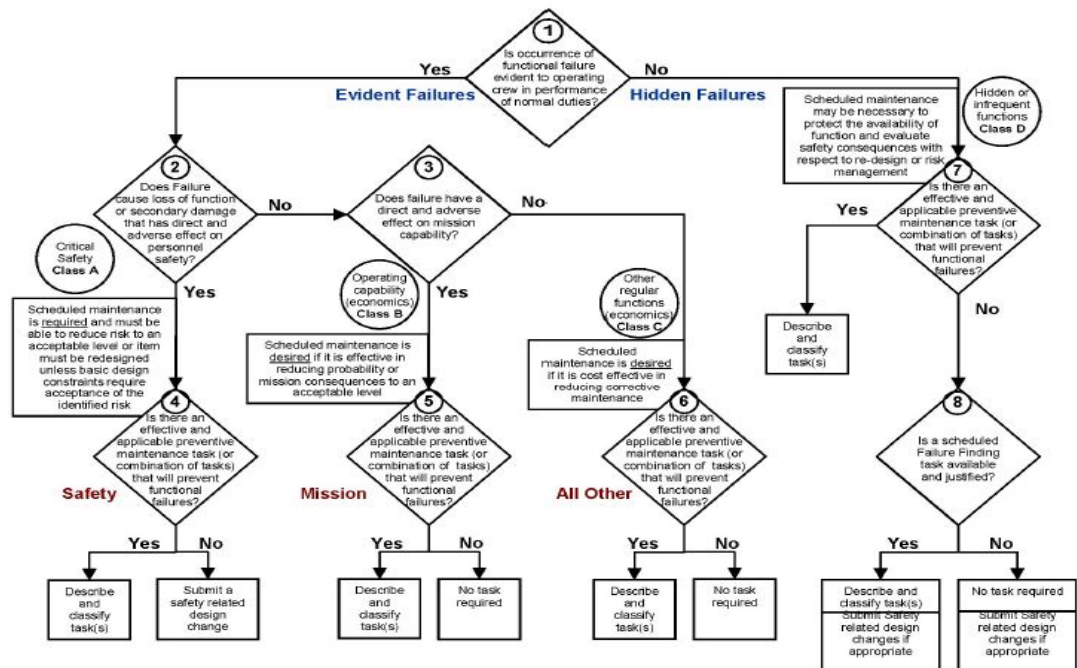 1
Is occurrence of
functional failure
evident to operating
crew in performance
of normal duties?
Yes
No
Evident Failures
Hidden Failures
Scheduled maintenance
may be necessary to
protect the availability of
function and evaluate
safety consequences with
respect to re-design or risk
management
Hidden or
infrequent
functions
Class D
2
Does Failure
cause loss of function
or secondary damage
that has direct and
adverse effect on
personnel
safety?
No
3
Does failure have a
direct and adverse
effect on mission
capability?
No
7
Is there an
effective and
applicable preventive
maintenance task (or
combination of tasks)
that will prevent
functional
failures?
Yes
No
Critical
Safety
Class A
Yes
Operating
capability
(economics)
Class B
Yes
Other
regular
functions
(economics)
Class C
Describe
and
classify
task(s)
Scheduled maintenance
is required and must be
able to reduce risk to an
acceptable level or item
must be redesigned
unless basic design
constraints require
acceptance of the
identified risk
Scheduled maintenance is
desired if it is effective in
reducing probability or
mission consequences to an
acceptable level
Scheduled
maintenance is desired
if it is cost effective in
reducing corrective
maintenance
4
Is there an
effective and
applicable preventive
maintenance task (or
combination of tasks)
that will prevent
functional
failures?
Safety
5
Is there an
effective and
applicable preventive
maintenance task (or
combination of tasks)
that will prevent
functional
failures?
Mission
6
Is there an
effective and
applicable preventive
maintenance task (or
combination of tasks)
that will prevent
functional
failures?
All Other
8
Is a scheduled
Failure Finding
task available
and justified?
Yes
No
Yes
No
Yes
No
Yes
No
Describe
and
classify
task(s)
Submit a
safety related
design
change
Describe
and
classify
task(s)
No task
required
Describe
and
classify
task(s)
No task
required
Describe and
classify task(s)
Submit Safety
related design
changes if
appropriate
No task required
Submit Safety
related design
changes if
appropriate